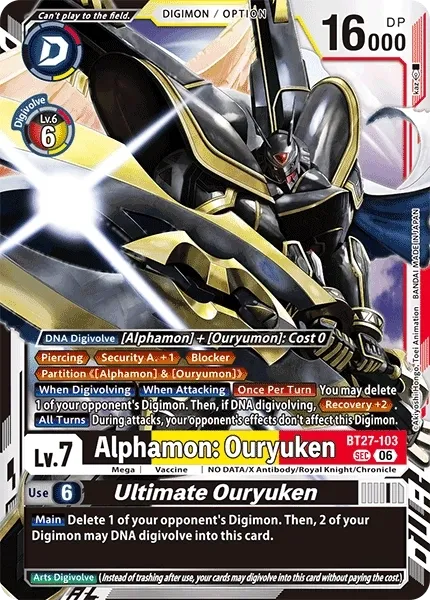 Can't play to the field.
DIGIMON / OPTION
16000 DP
Digivolve
Lv.6
6
kaz
©Akiyoshi Hongo, Toei Animation BANDAI MADE IN JAPAN
DNA Digivolve [Alphamon] + [Ouryumon]: Cost 0
Piercing Security A. +1 Blocker
Partition 《[Alphamon] & [Ouryumon]》
When Digivolving When Attacking Once Per Turn You may delete
1 of your opponent's Digimon. Then, if DNA digivolving, Recovery +2
All Turns During attacks, your opponent's effects don't affect this Digimon.
Lv.7
Alphamon: Ouryuken
BT27-103
SEC 06
Mega Vaccine NO DATA/X Antibody/Royal Knight/Chronicle
Use 6
Ultimate Ouryuken
Main Delete 1 of your opponent's Digimon. Then, 2 of
your Digimon may DNA digivolve into this card.
Arts Digivolve (Instead of trashing after use, your cards may digivolve into this card without paying the cost.)